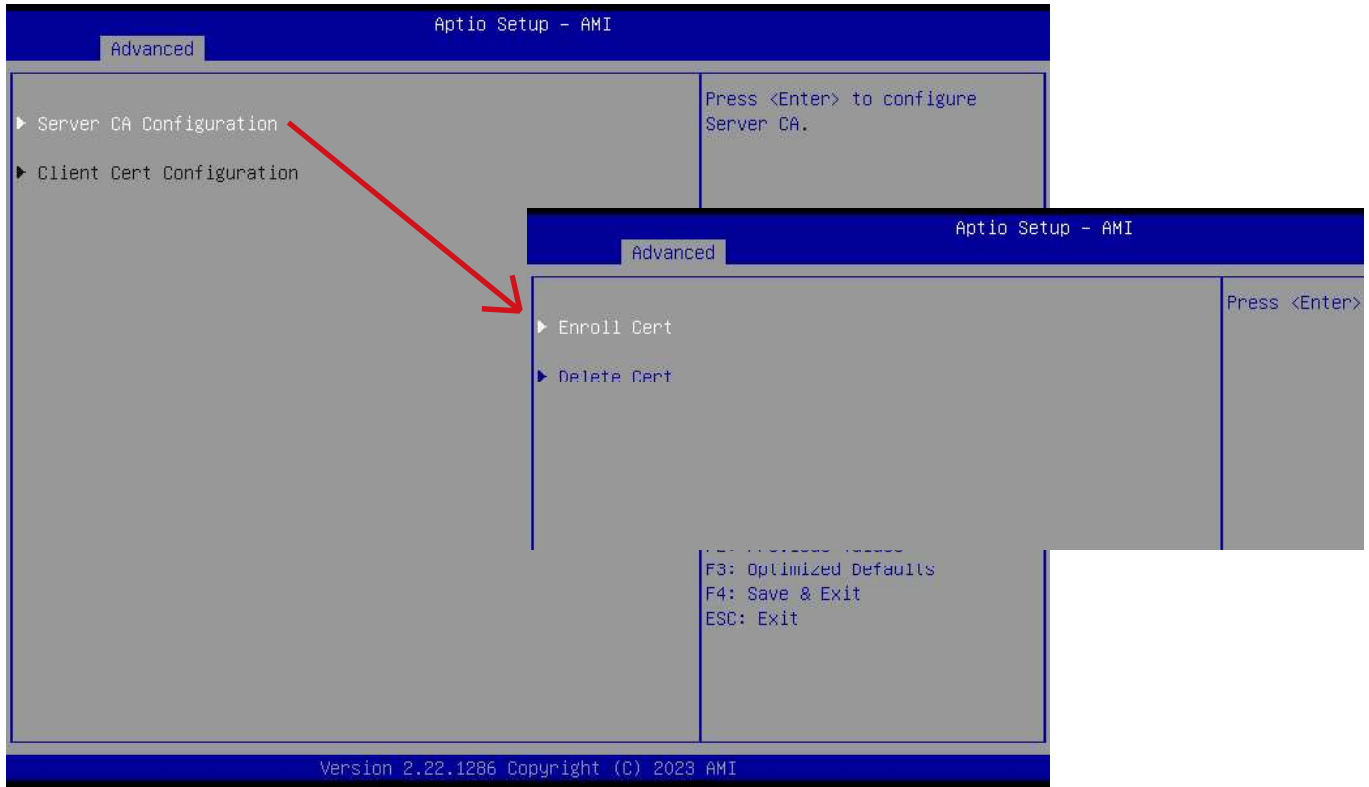 Aptio Setup – AMI
Advanced
► Server CA Configuration
► Client Cert Configuration
Press <Enter> to configure
Server CA.
Aptio Setup – AMI
Advanced
► Enroll Cert
► Delete Cert
Press <Enter>
F3: Optimized Defaults
F4: Save & Exit
ESC: Exit
Version 2.22.1286 Copyright (C) 2023 AMI